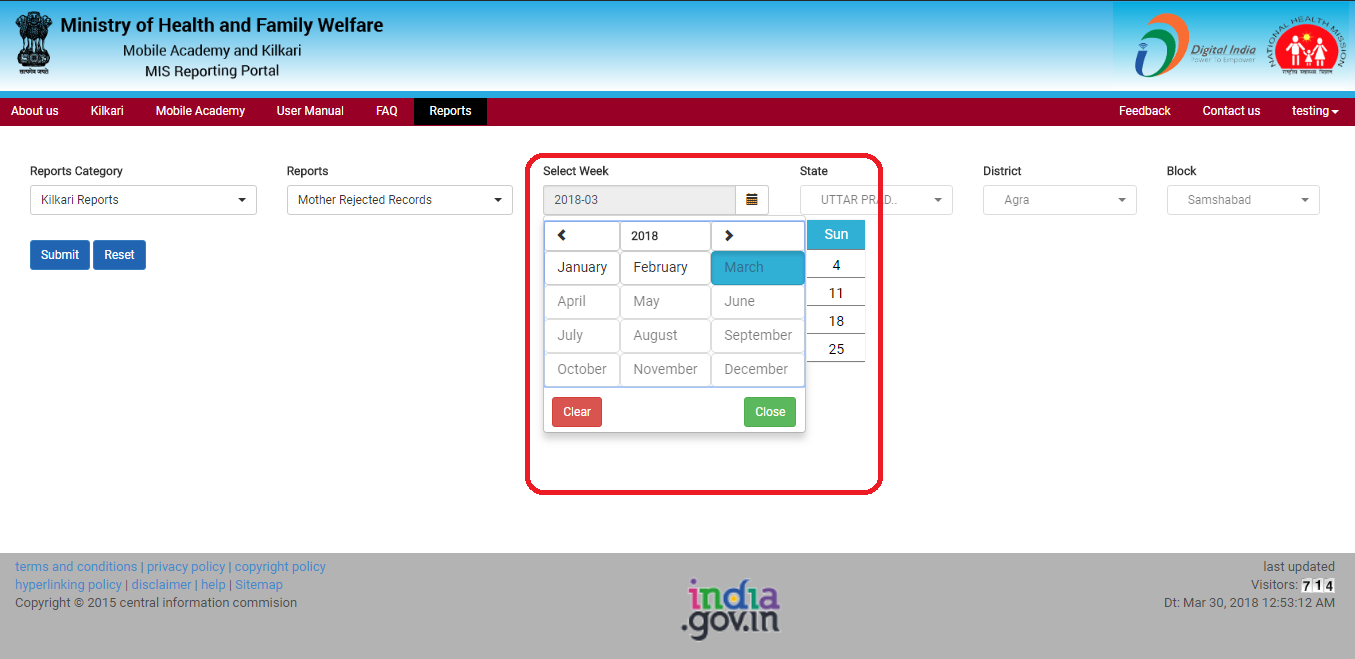 Ministry of Health and Family Welfare
Mobile Academy and Kilkari
MIS Reporting Portal
सत्यमेव जयते
Digital India
Power To Empower
NATIONAL HEALTH MISSION
राष्ट्रीय स्वास्थ्य मिशन
About us Kilkari Mobile Academy User Manual FAQ Reports Feedback Contact us testing
Reports Category Reports Select Week State District Block
Kilkari Reports Mother Rejected Records 2018-03 UTTAR PRAD.. Agra Samshabad
Submit Reset
2018 Sun
January February March 4
April May June 11
July August September 18
October November December 25
Clear Close
terms and conditions | privacy policy | copyright policy
hyperlinking policy | disclaimer | help | Sitemap
Copyright © 2015 central information commision
india
.gov.in
last updated
Visitors: 714
Dt: Mar 30, 2018 12:53:12 AM